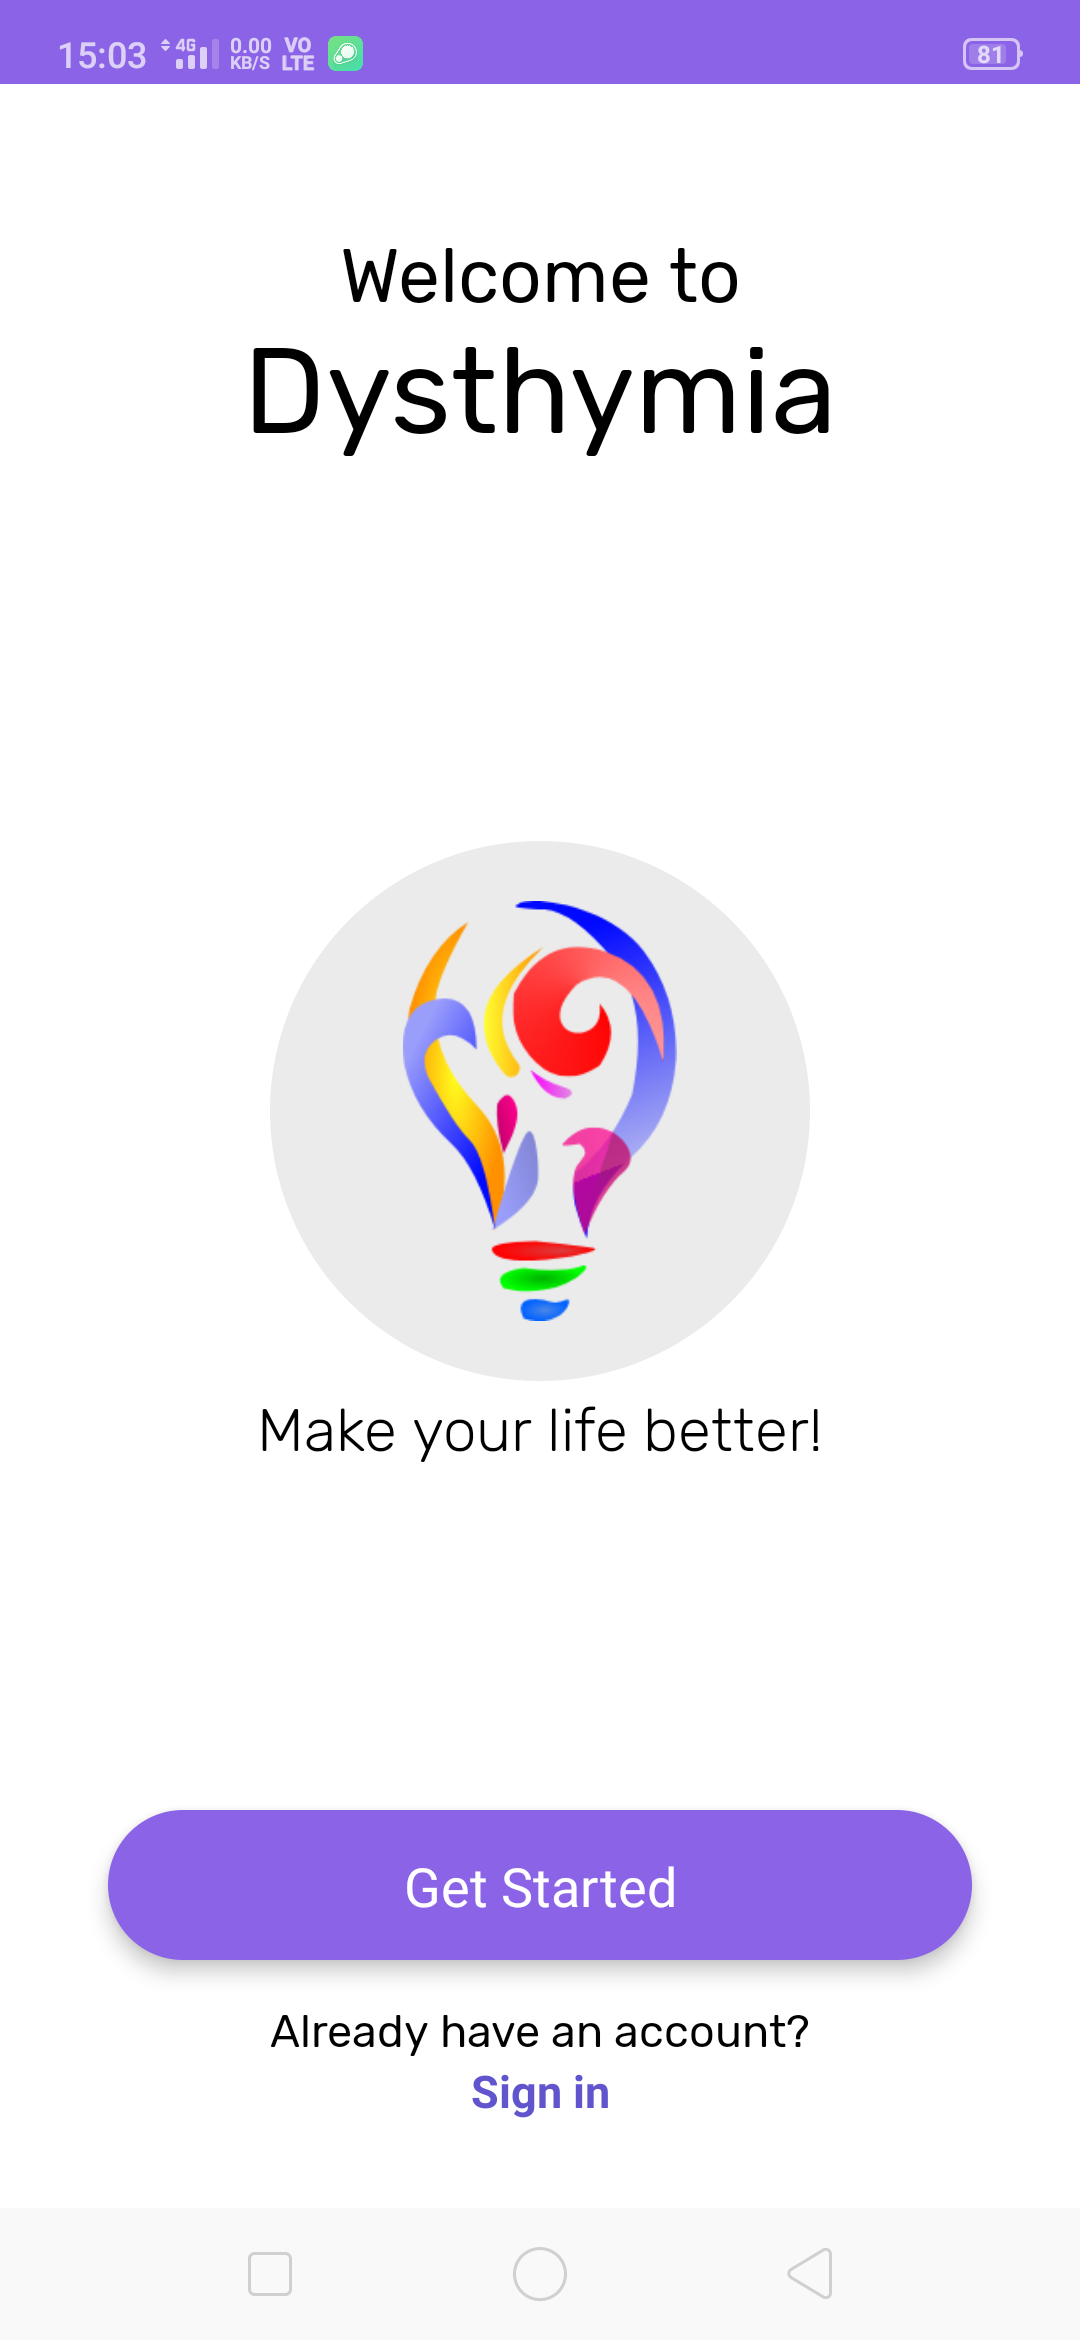 15:03 4G 0.00 KB/S VO LTE 81
Welcome to
Dysthymia
Make your life better!
Get Started
Already have an account?
Sign in